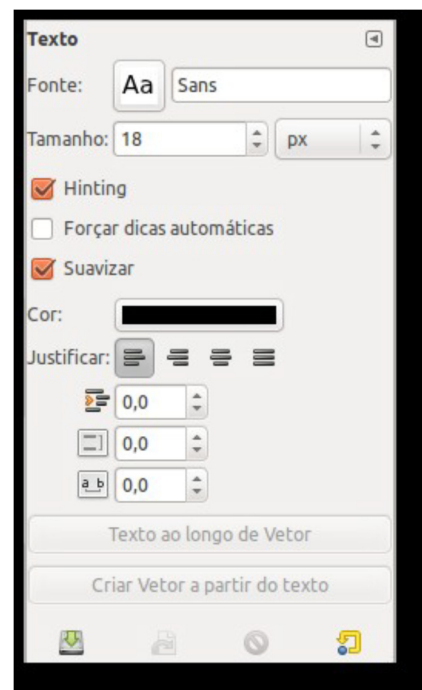 Texto
Fonte: Aa Sans
Tamanho: 18 px
Hinting
Forçar dicas automáticas
Suavizar
Cor:
Justificar:
0,0
0,0
a b 0,0
Texto ao longo de Vetor
Criar Vetor a partir do texto